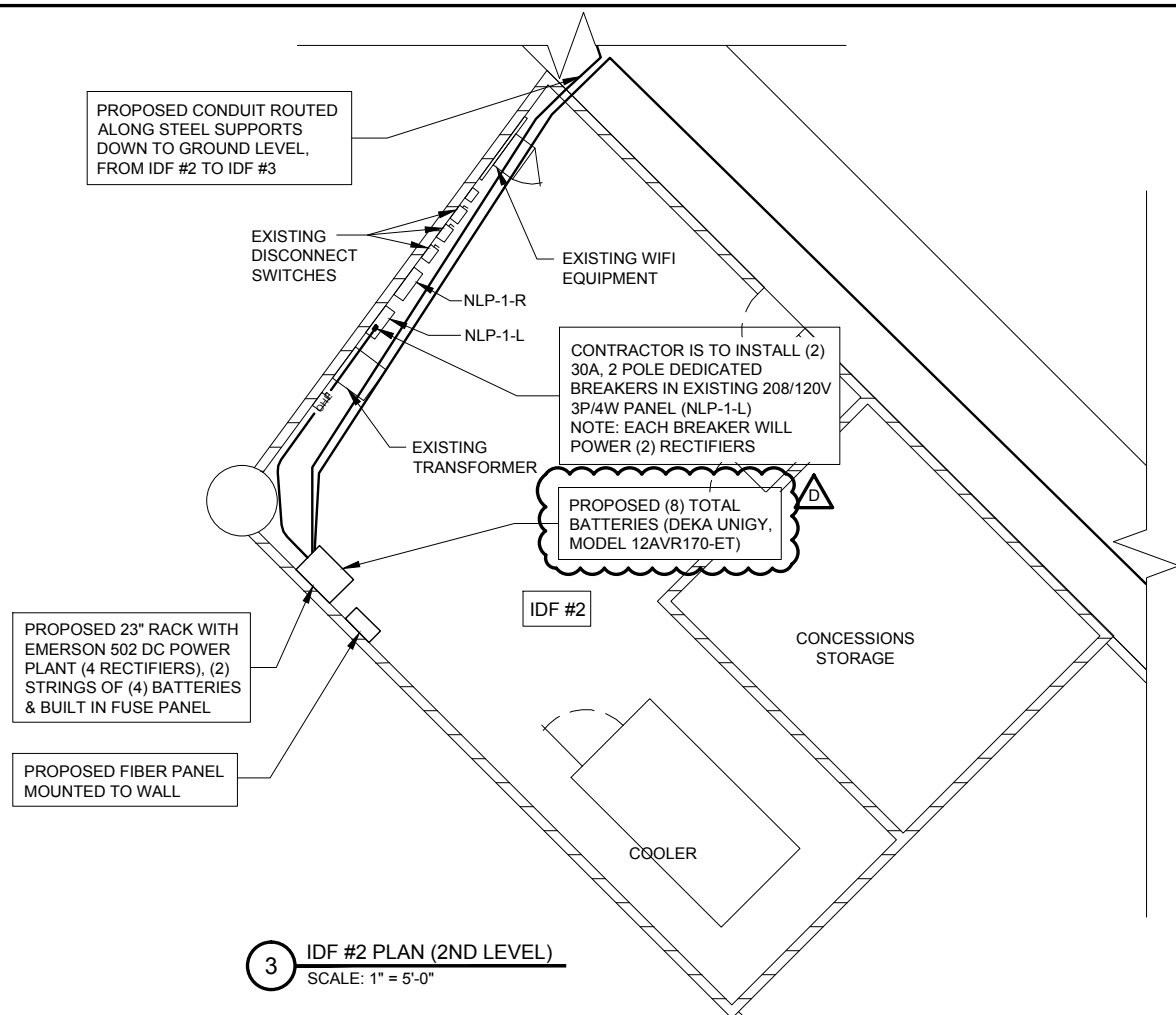 PROPOSED CONDUIT ROUTED
ALONG STEEL SUPPORTS
DOWN TO GROUND LEVEL,
FROM IDF #2 TO IDF #3
EXISTING
DISCONNECT
SWITCHES
EXISTING WIFI
EQUIPMENT
NLP-1-R
NLP-1-L
CONTRACTOR IS TO INSTALL (2)
30A, 2 POLE DEDICATED
BREAKERS IN EXISTING 208/120V
3P/4W PANEL (NLP-1-L)
NOTE: EACH BREAKER WILL
POWER (2) RECTIFIERS
OHP
EXISTING
TRANSFORMER
PROPOSED (8) TOTAL
BATTERIES (DEKA UNIGY,
MODEL 12AVR170-ET)
D
IDF #2
PROPOSED 23" RACK WITH
EMERSON 502 DC POWER
PLANT (4 RECTIFIERS), (2)
STRINGS OF (4) BATTERIES
& BUILT IN FUSE PANEL
CONCESSIONS
STORAGE
PROPOSED FIBER PANEL
MOUNTED TO WALL
COOLER
3
IDF #2 PLAN (2ND LEVEL)
SCALE: 1" = 5'-0"